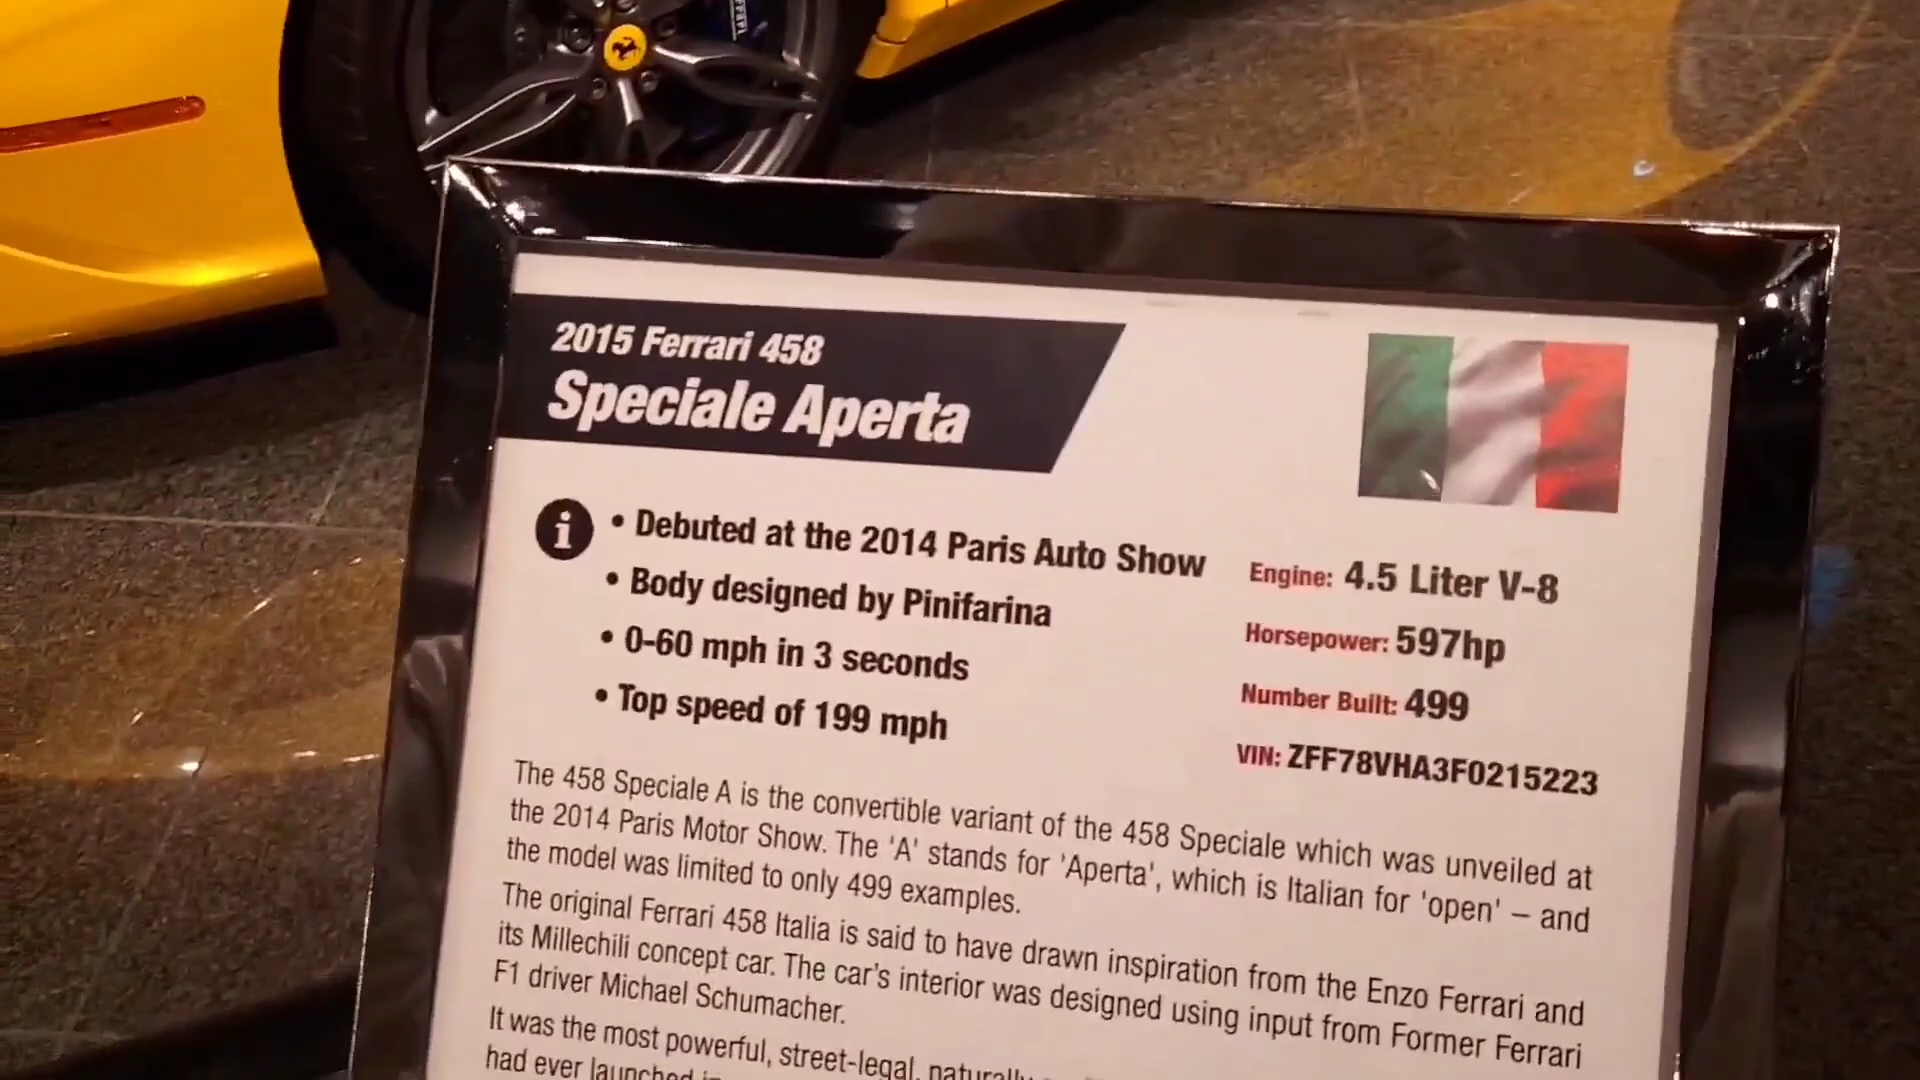 2015 Ferrari 458
Speciale Aperta
i
• Debuted at the 2014 Paris Auto Show
• Body designed by Pinifarina
• 0-60 mph in 3 seconds
• Top speed of 199 mph
Engine: 4.5 Liter V-8
Horsepower: 597hp
Number Built: 499
VIN: ZFF78VHA3F0215223
The 458 Speciale A is the convertible variant of the 458 Speciale which was unveiled at
the 2014 Paris Motor Show. The 'A' stands for 'Aperta', which is Italian for 'open' – and
the model was limited to only 499 examples.
The original Ferrari 458 Italia is said to have drawn inspiration from the Enzo Ferrari and
its Millechili concept car. The car's interior was designed using input from Former Ferrari
F1 driver Michael Schumacher.
It was the most powerful, street-legal, naturally
had ever launched